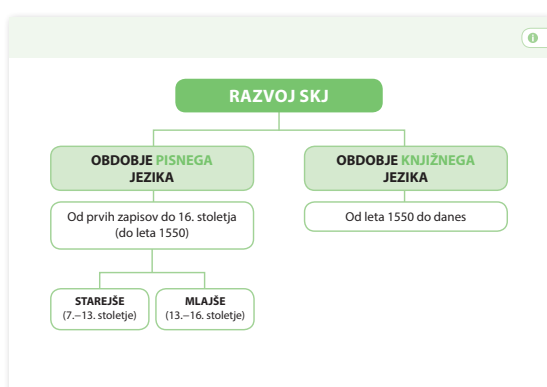 RAZVOJ SKJ
OBDOBJE PISNEGA
JEZIKA
OBDOBJE KNJIŽNEGA
JEZIKA
Od prvih zapisov do 16. stoletja
(do leta 1550)
Od leta 1550 do danes
STAREJŠE
(7.–13. stoletje)
MLAJŠE
(13.–16. stoletje)